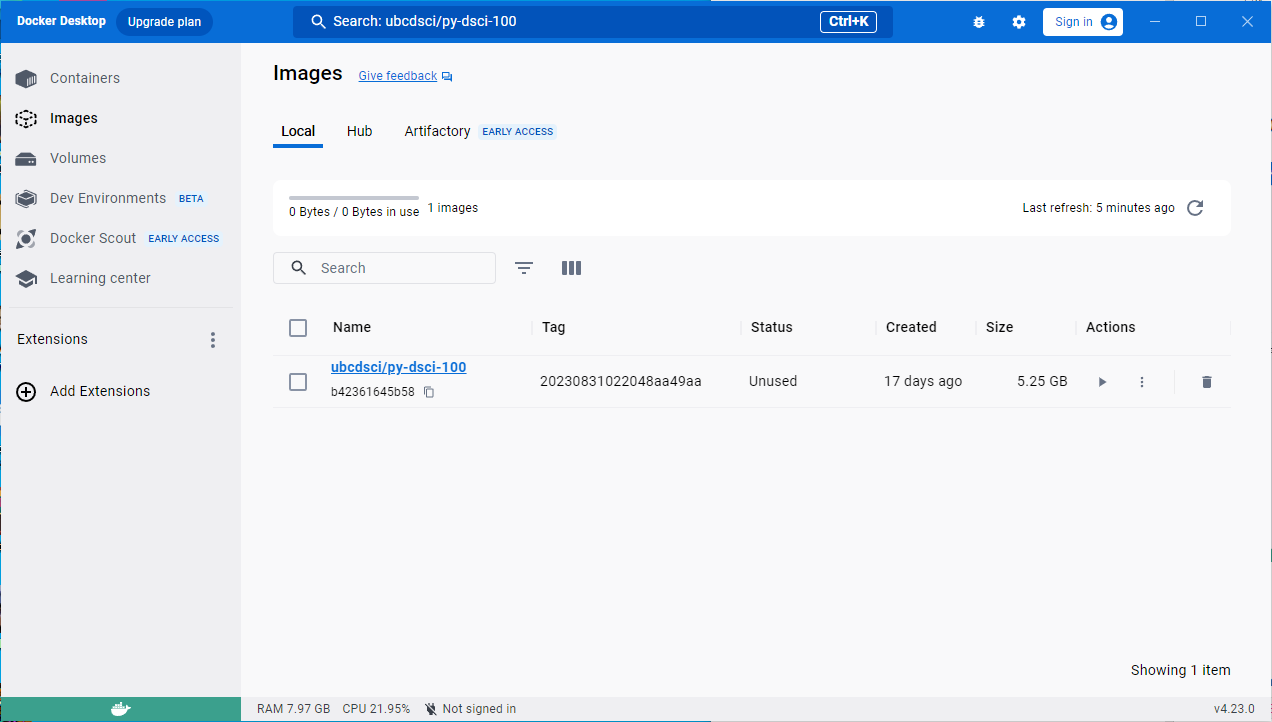 Docker Desktop Upgrade plan Search: ubcdsci/py-dsci-100 Ctrl+K Sign in
Containers
Images
Volumes
Dev Environments BETA
Docker Scout EARLY ACCESS
Learning center
Extensions
Add Extensions
Images Give feedback
Local Hub Artifactory EARLY ACCESS
0 Bytes / 0 Bytes in use 1 images Last refresh: 5 minutes ago
Search
Name Tag Status Created Size Actions
ubcdsci/py-dsci-100
b42361645b58 20230831022048aa49aa Unused 17 days ago 5.25 GB
Showing 1 item
RAM 7.97 GB CPU 21.95% Not signed in v4.23.0